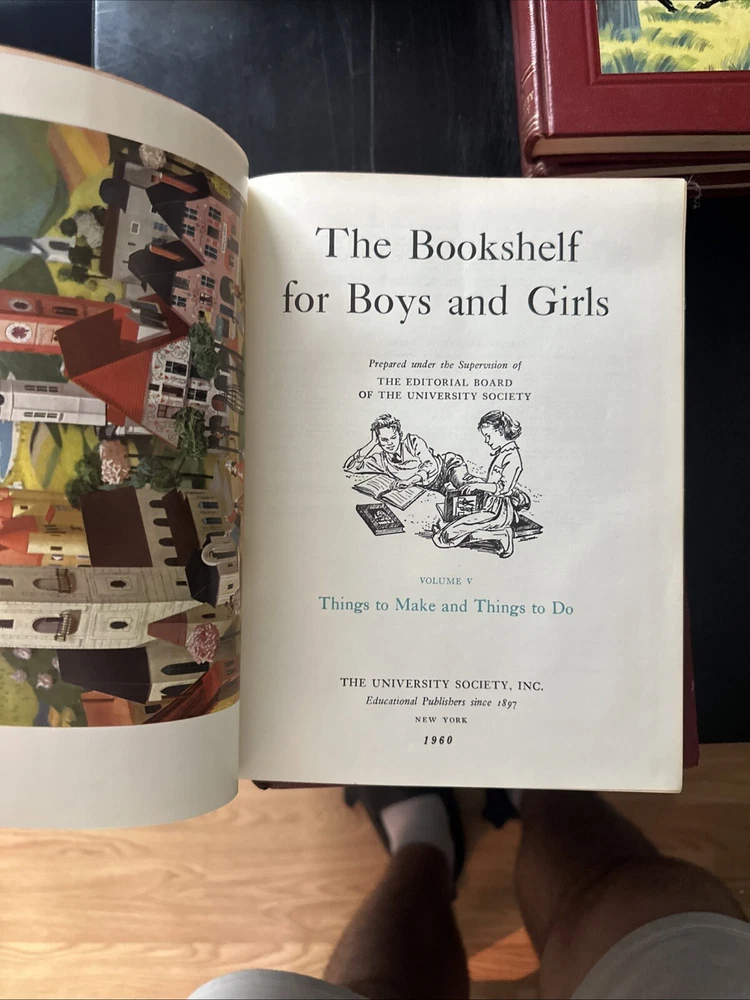 The Bookshelf
for Boys and Girls
Prepared under the Supervision of
THE EDITORIAL BOARD
OF THE UNIVERSITY SOCIETY
VOLUME V
Things to Make and Things to Do
THE UNIVERSITY SOCIETY, INC.
Educational Publishers since 1897
NEW YORK
1960